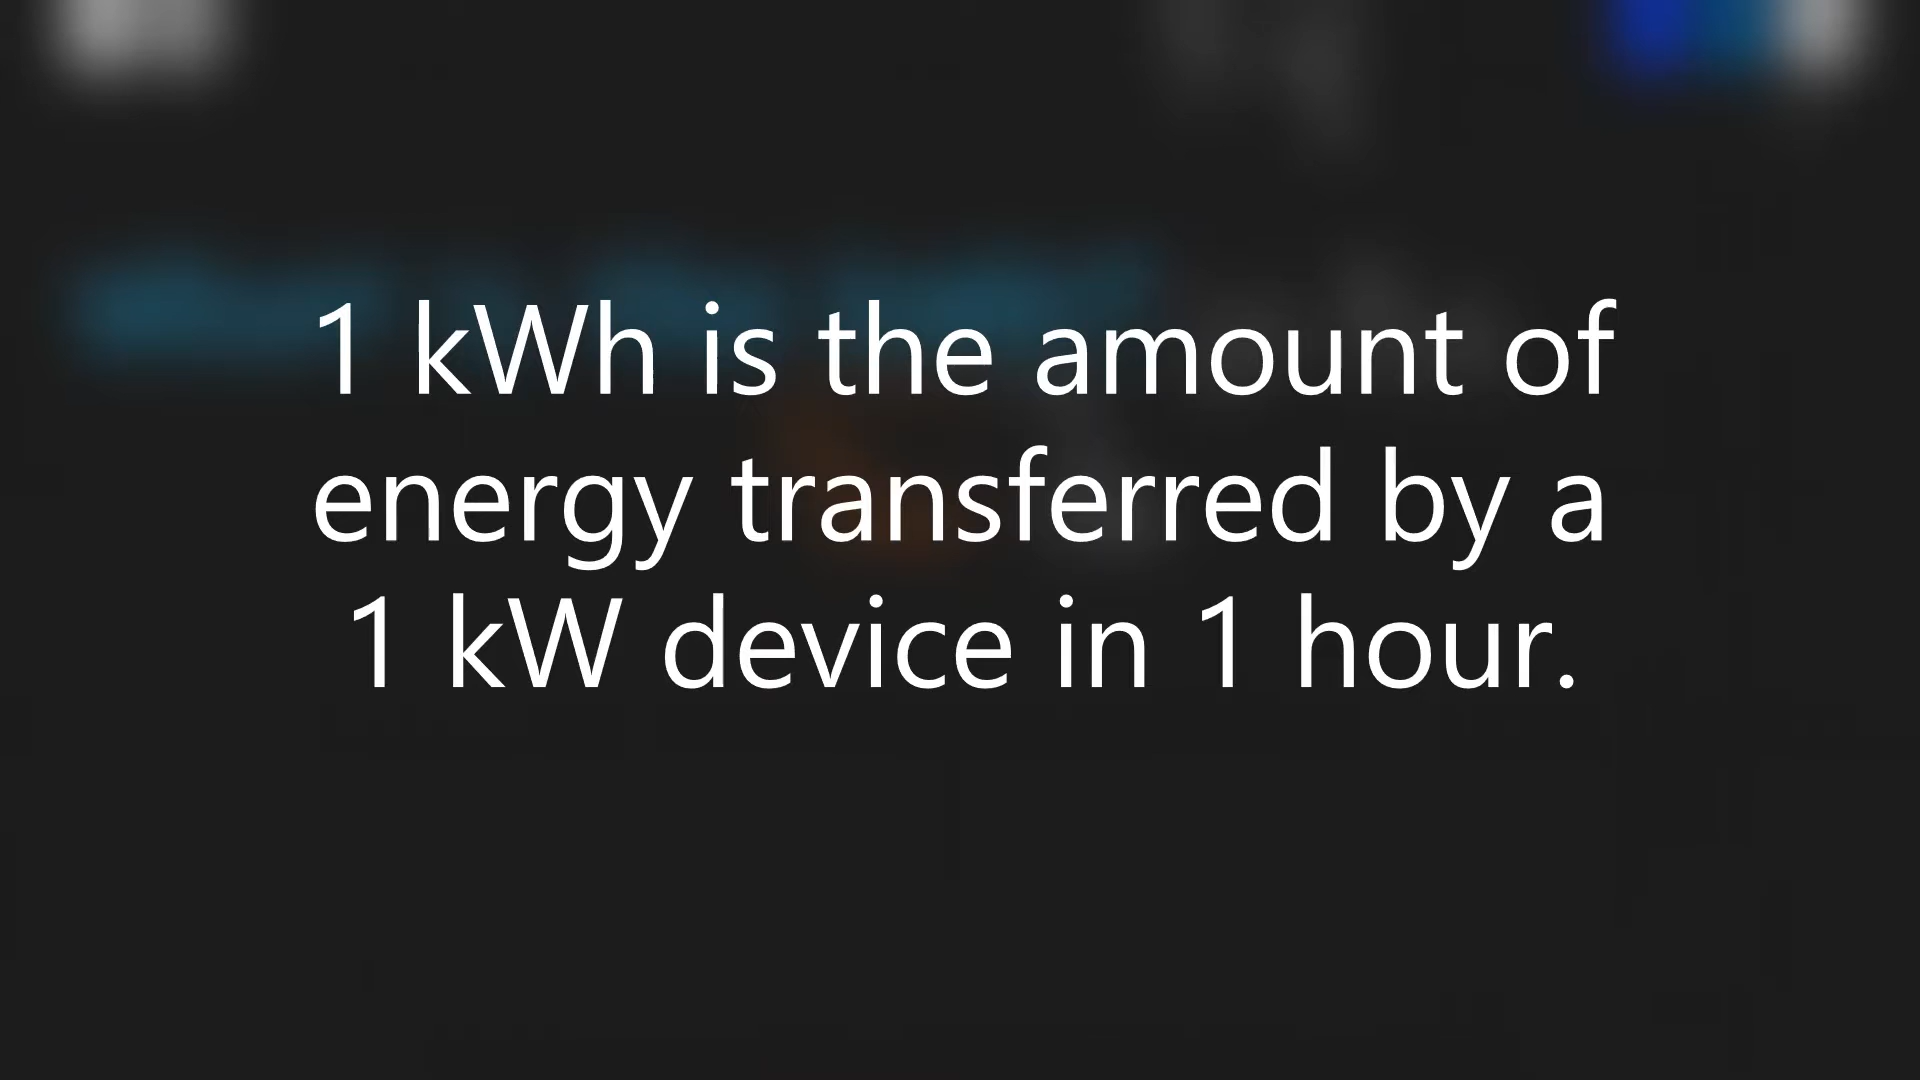 1 kWh is the amount of
energy transferred by a
1 kW device in 1 hour.